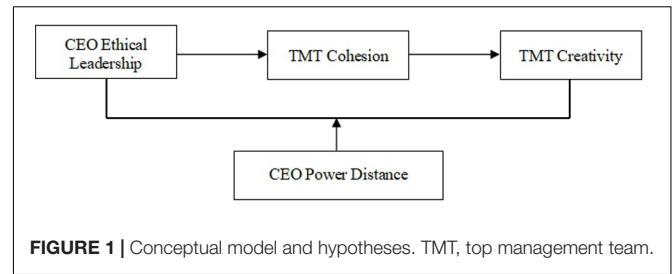 CEO Ethical
Leadership
TMT Cohesion
TMT Creativity
CEO Power Distance
FIGURE 1 | Conceptual model and hypotheses. TMT, top management team.